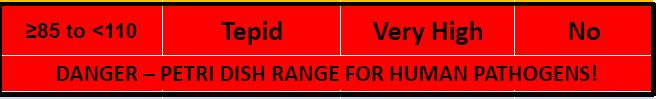 ≥85 to <110 Tepid Very High No
DANGER – PETRI DISH RANGE FOR HUMAN PATHOGENS!